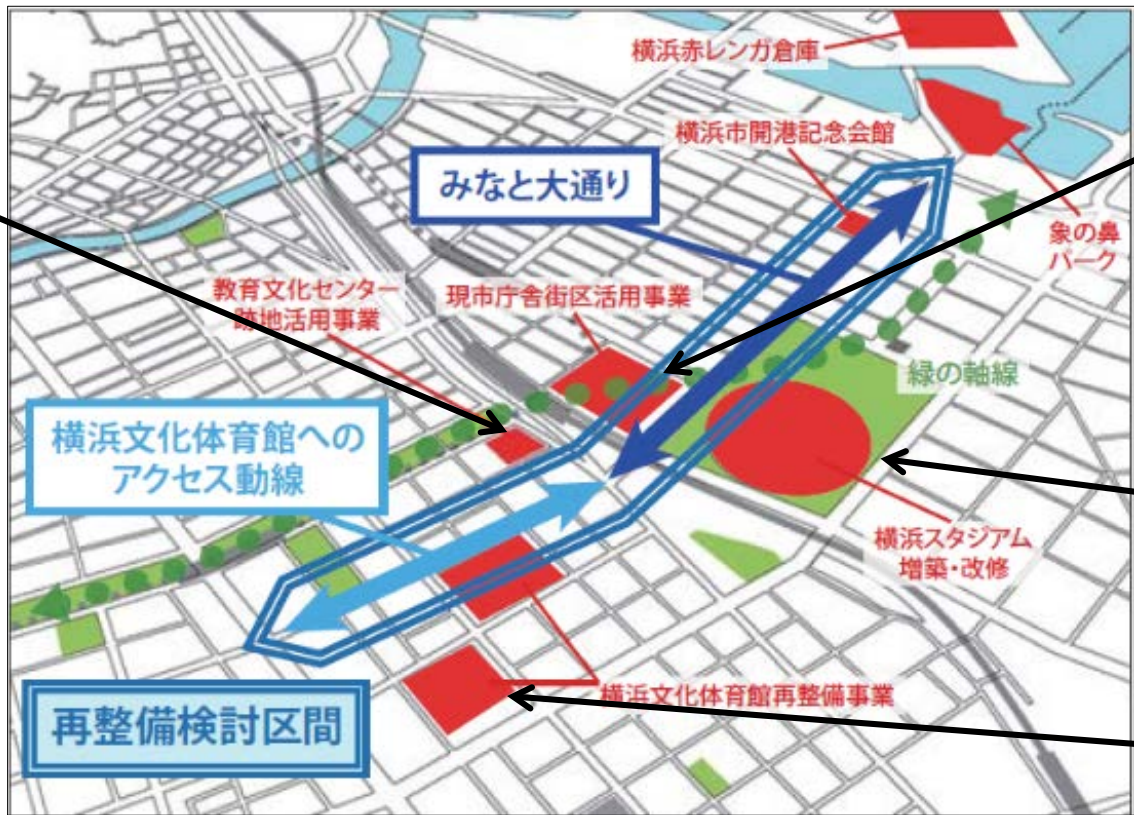 横浜赤レンガ倉庫
横浜市開港記念会館
みなと大通り
象の鼻
パーク
教育文化センター
跡地活用事業
現市庁舎街区活用事業
緑の軸線
横浜文化体育館への
アクセス動線
横浜スタジアム
増築・改修
横浜文化体育館再整備事業
再整備検討区間